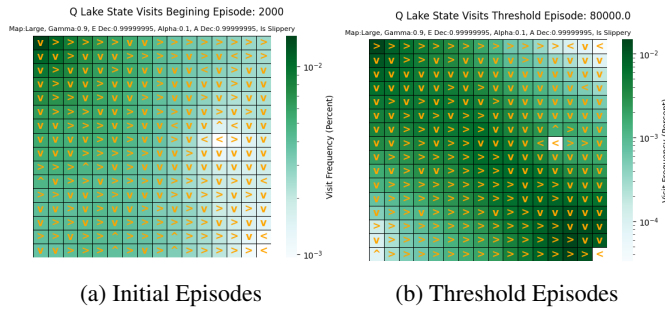 Q Lake State Visits Begining Episode: 2000
Map:Large, Gamma:0.9, E Dec:0.99999995, Alpha:0.1, A Dec:0.99999995, Is Slippery
10⁻²
10⁻³
Visit Frequency (Percent)
(a) Initial Episodes
Q Lake State Visits Threshold Episode: 80000.0
Map:Large, Gamma:0.9, E Dec:0.99999995, Alpha:0.1, A Dec:0.99999995, Is Slippery
10⁻²
10⁻³
10⁻⁴
Visit Frequency (Percent)
(b) Threshold Episodes